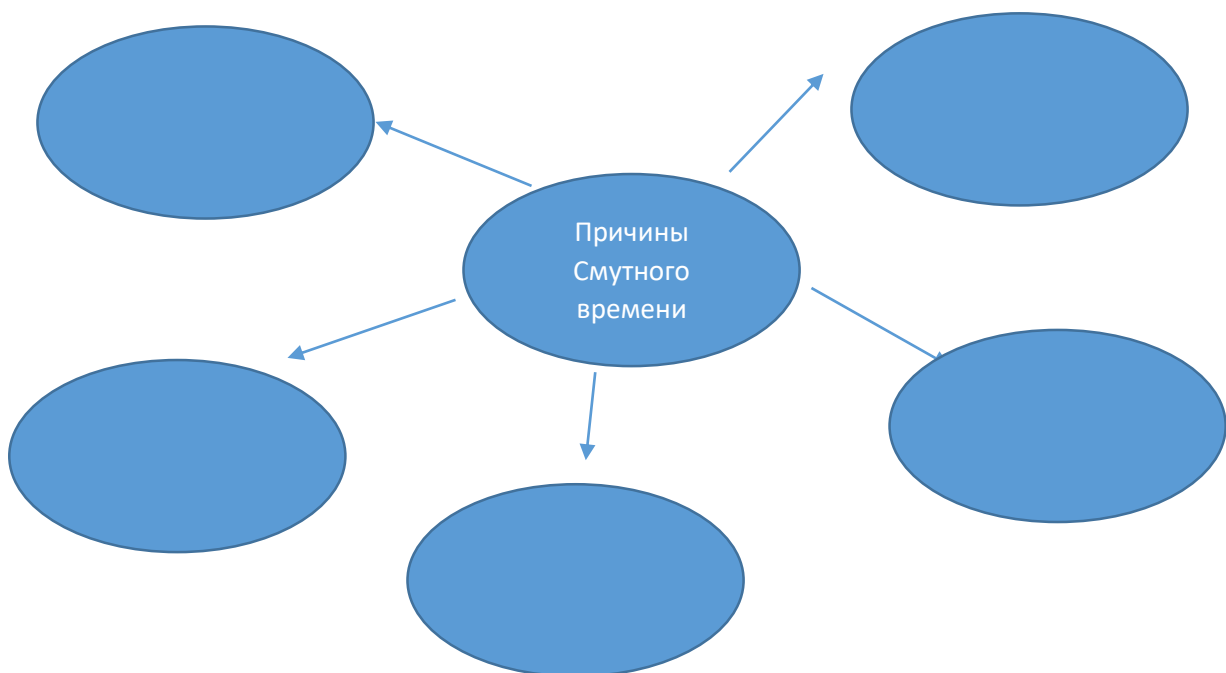 Причины
Смутного
времени